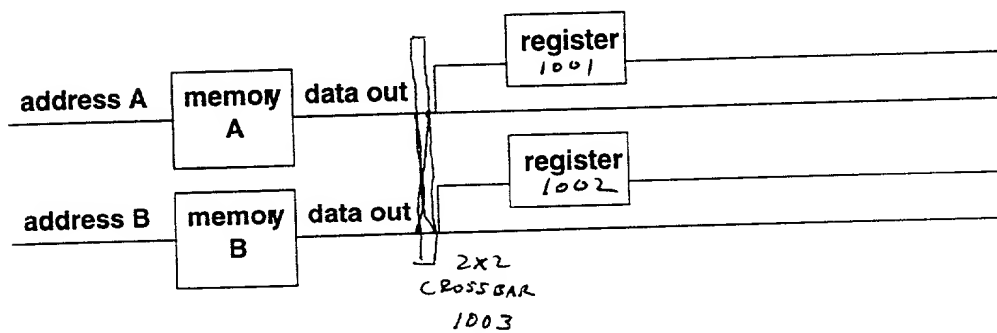 register
1001
address A
memory
A
data out
register
1002
address B
memory
B
data out
2x2
CROSSBAR
1003